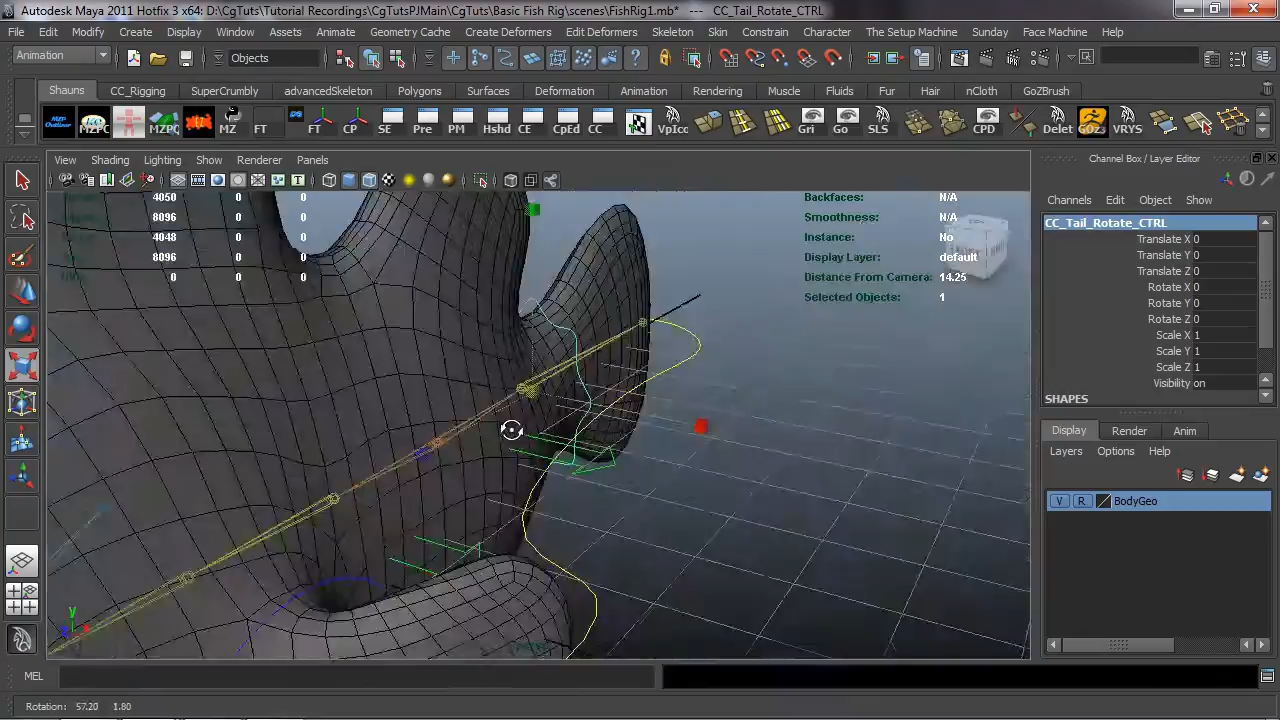 Autodesk Maya 2011 Hotfix 3 x64: D:\CgTuts\Tutorial Recordings\CgTutsPJMain\CgTuts\Basic Fish Rig\scenes\FishRig1.mb* --- CC_Tail_Rotate_CTRL
File Edit Modify Create Display Window Assets Animate Geometry Cache Create Deformers Edit Deformers Skeleton Skin Constrain Character The Setup Machine Sunday Face Machine Help
Animation Objects
Shauns CC_Rigging SuperCrumbly advancedSkeleton Polygons Surfaces Deformation Animation Rendering Muscle Fluids Fur Hair nCloth GoZBrush
MZPC MZ FT FT CP SE Pre PM Hshd CE CpEd CC VpIcc Gri Go SLS CPD Delet GOZ3 VRYS
View Shading Lighting Show Renderer Panels
4050 0 0
8096 0 0
4048 0 0
8096 0 0
0 0 0
Backfaces: N/A
Smoothness: N/A
Instance: No
Display Layer: default
Distance From Camera: 14.25
Selected Objects: 1
Channel Box / Layer Editor
Channels Edit Object Show
CC_Tail_Rotate_CTRL
Translate X 0
Translate Y 0
Translate Z 0
Rotate X 0
Rotate Y 0
Rotate Z 0
Scale X 1
Scale Y 1
Scale Z 1
Visibility on
SHAPES
Display Render Anim
Layers Options Help
V R BodyGeo
y
MEL
Rotation: 57.20 1.80